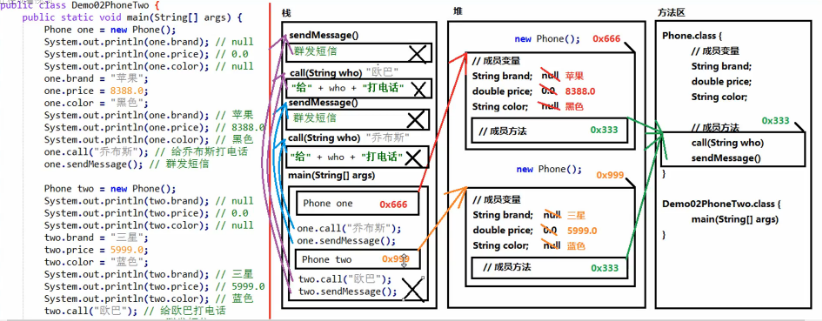 public class Demo02PhoneTwo {
public static void main(String[] args) {
Phone one = new Phone();
System.out.println(one.brand); // null
System.out.println(one.price); // 0.0
System.out.println(one.color); // null
one.brand = "苹果";
one.price = 8388.0;
one.color = "黑色";
System.out.println(one.brand); // 苹果
System.out.println(one.price); // 8388.0
System.out.println(one.color); // 黑色
one.call("乔布斯"); // 给乔布斯打电话
one.sendMessage(); // 群发短信
Phone two = new Phone();
System.out.println(two.brand); // null
System.out.println(two.price); // 0.0
System.out.println(two.color); // null
two.brand = "三星";
two.price = 5999.0;
two.color = "蓝色";
System.out.println(two.brand); // 三星
System.out.println(two.price); // 5999.0
System.out.println(two.color); // 蓝色
two.call("欧巴"); // 给欧巴打电话
栈
sendMessage()
群发短信
call(String who) "欧巴"
"给" + who + "打电话"
sendMessage()
群发短信
call(String who) "乔布斯"
"给" + who + "打电话"
main(String[] args)
Phone one 0x666
one.call("乔布斯");
one.sendMessage();
Phone two 0x999
two.call("欧巴");
two.sendMessage();
堆
new Phone(); 0x666
// 成员变量
String brand; null 苹果
double price; 0.0 8388.0
String color; null 黑色
// 成员方法 0x333
new Phone(); 0x999
// 成员变量
String brand; null 三星
double price; 0.0 5999.0
String color; null 蓝色
// 成员方法 0x333
方法区
Phone.class {
// 成员变量
String brand;
double price;
String color;
// 成员方法 0x333
call(String who)
sendMessage()
}
Demo02PhoneTwo.class {
main(String[] args)
}